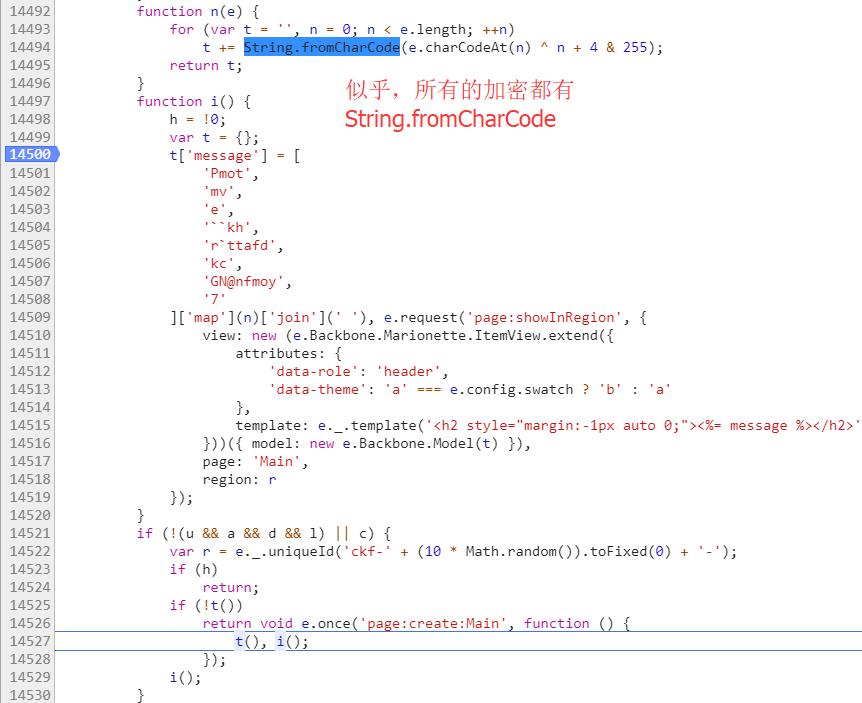 14492 function n(e) {
14493 for (var t = '', n = 0; n < e.length; ++n)
14494 t += String.fromCharCode(e.charCodeAt(n) ^ n + 4 & 255);
14495 return t;
14496 }
似乎，所有的加密都有
String.fromCharCode
14497 function i() {
14498 h = !0;
14499 var t = {};
14500 t['message'] = [
14501 'Pmot',
14502 'mv',
14503 'e',
14504 '``kh',
14505 'r`ttafd',
14506 'kc',
14507 'GN@nfmoy',
14508 '7'
14509 ]['map'](n)['join'](' '), e.request('page:showInRegion', {
14510 view: new (e.Backbone.Marionette.ItemView.extend({
14511 attributes: {
14512 'data-role': 'header',
14513 'data-theme': 'a' === e.config.swatch ? 'b' : 'a'
14514 },
14515 template: e._.template('<h2 style="margin:-1px auto 0;"><%= message %></h2>'
14516 }))({ model: new e.Backbone.Model(t) }),
14517 page: 'Main',
14518 region: r
14519 });
14520 }
14521 if (!(u && a && d && l) || c) {
14522 var r = e._.uniqueId('ckf-' + (10 * Math.random()).toFixed(0) + '-');
14523 if (h)
14524 return;
14525 if (!t())
14526 return void e.once('page:create:Main', function () {
14527 t(), i();
14528 });
14529 i();
14530 }